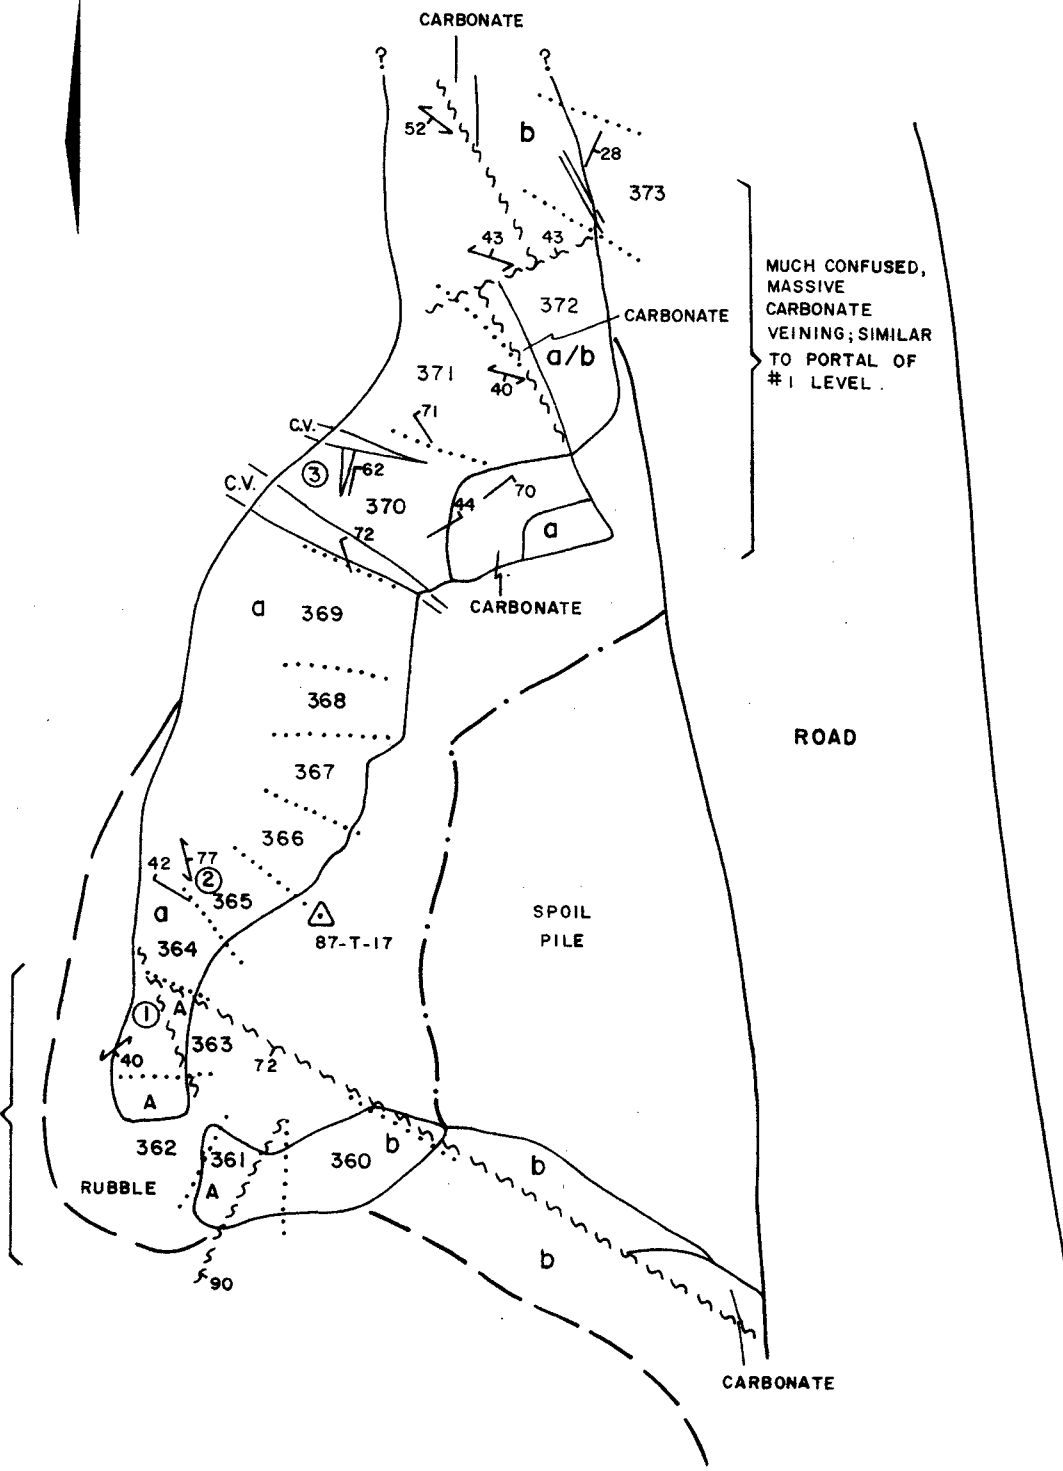 CARBONATE
?
?
52
b
28
373
43
43
MUCH CONFUSED,
MASSIVE
CARBONATE
VEINING; SIMILAR
TO PORTAL OF
#1 LEVEL.
372
CARBONATE
a/b
371
40
71
C.V.
3
62
C.V.
370
44
70
72
a
CARBONATE
a
369
368
ROAD
367
366
42
77
2
365
a
364
87-T-17
SPOIL
PILE
1
A
363
40
72
A
362
361
360
b
b
RUBBLE
A
b
90
CARBONATE